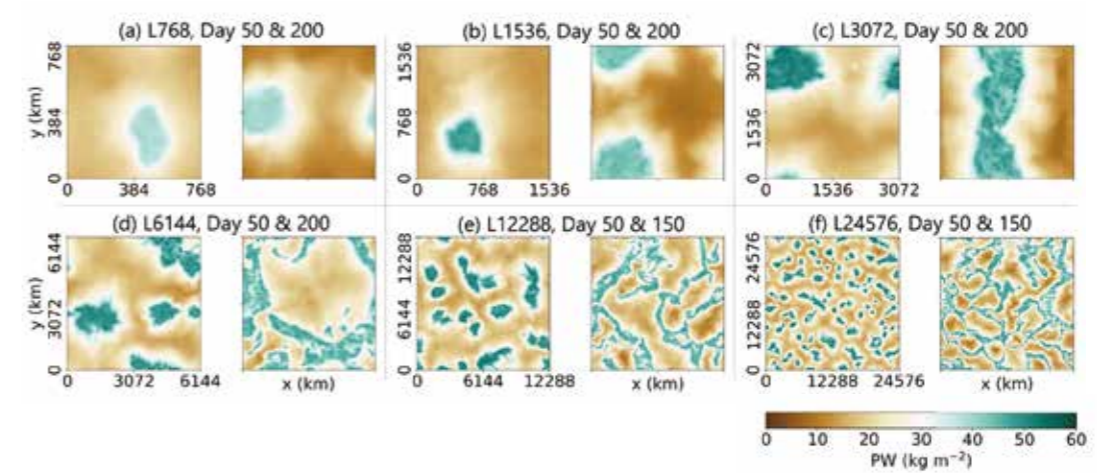 (a) L768, Day 50 & 200
(b) L1536, Day 50 & 200
(c) L3072, Day 50 & 200
y (km)
768
384
0
0 384 768
1536
768
0
0 768 1536
3072
1536
0
0 1536 3072
(d) L6144, Day 50 & 200
(e) L12288, Day 50 & 150
(f) L24576, Day 50 & 150
y (km)
6144
3072
0
0 3072 6144
x (km)
12288
6144
0
0 6144 12288
x (km)
24576
12288
0
0 12288 24576
x (km)
0 10 20 30 40 50 60
PW (kg m⁻²)